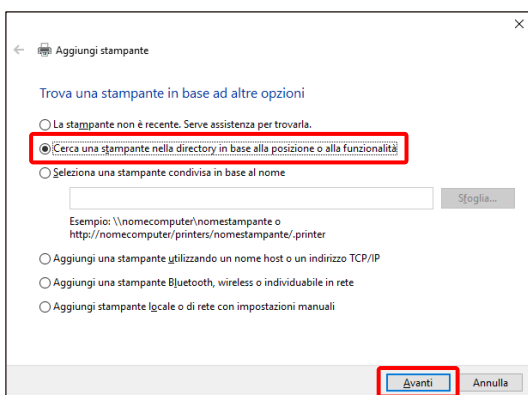 Aggiungi stampante
Trova una stampante in base ad altre opzioni
La stampante non è recente. Serve assistenza per trovarla.
Cerca una stampante nella directory in base alla posizione o alla funzionalità
Seleziona una stampante condivisa in base al nome
Sfoglia...
Esempio: \\nomecomputer\nomestampante o
http://nomecomputer/printers/nomestampante/.printer
Aggiungi una stampante utilizzando un nome host o un indirizzo TCP/IP
Aggiungi una stampante Bluetooth, wireless o individuabile in rete
Aggiungi stampante locale o di rete con impostazioni manuali
Avanti Annulla